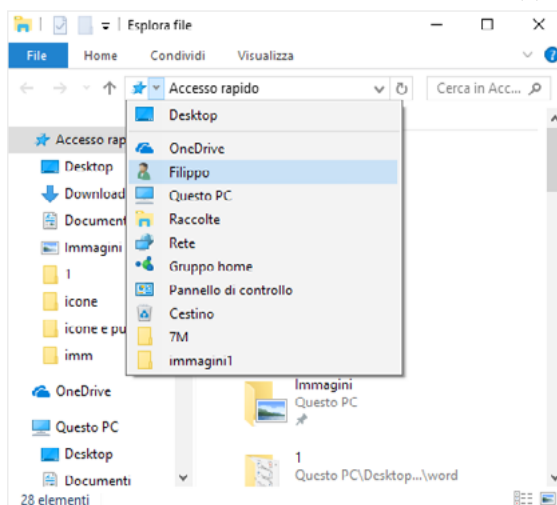 Esplora file
File Home Condividi Visualizza
Accesso rapido Cerca in Acc...
Desktop
OneDrive
Filippo
Questo PC
Raccolte
Rete
Gruppo home
Pannello di controllo
Cestino
7M
immagini1
Accesso rap
Desktop
Download
Document
Immagini
1
icone
icone e pu
imm
OneDrive
Questo PC
Desktop
Documenti
Immagini
Questo PC
1
Questo PC\Desktop...\word
28 elementi